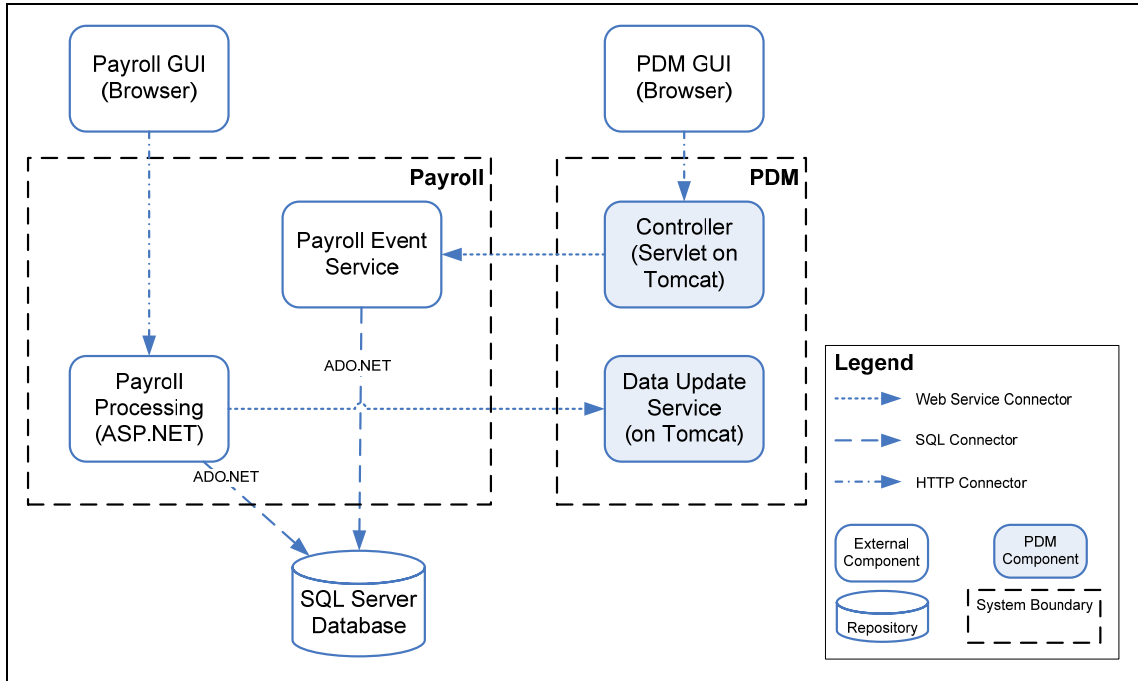 Payroll GUI
(Browser)
PDM GUI
(Browser)
Payroll
PDM
Payroll Event
Service
Controller
(Servlet on
Tomcat)
ADO.NET
Payroll
Processing
(ASP.NET)
Data Update
Service
(on Tomcat)
ADO.NET
SQL Server
Database
Legend
Web Service Connector
SQL Connector
HTTP Connector
External
Component
PDM
Component
Repository
System Boundary